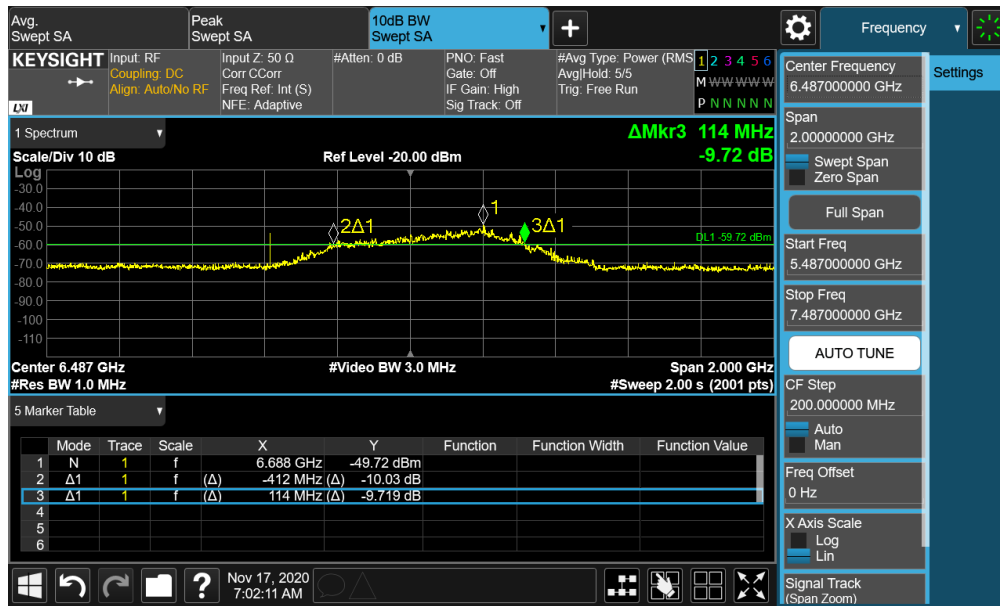 Avg.
Swept SA
Peak
Swept SA
10dB BW
Swept SA
Frequency
KEYSIGHT
LXI
Input: RF
Coupling: DC
Align: Auto/No RF
Input Z: 50 Ω
Corr CCorr
Freq Ref: Int (S)
NFE: Adaptive
#Atten: 0 dB
PNO: Fast
Gate: Off
IF Gain: High
Sig Track: Off
#Avg Type: Power (RMS
Avg|Hold: 5/5
Trig: Free Run
1 2 3 4 5 6
M W W W W W
P N N N N N
1 Spectrum
ΔMkr3 114 MHz
-9.72 dB
Scale/Div 10 dB
Ref Level -20.00 dBm
Log
-30.0
-40.0
-50.0
-60.0
-70.0
-80.0
-90.0
-100
-110
1
2Δ1
3Δ1
DL1 -59.72 dBm
Center 6.487 GHz
#Video BW 3.0 MHz
Span 2.000 GHz
#Res BW 1.0 MHz
#Sweep 2.00 s (2001 pts)
5 Marker Table
Mode Trace Scale X Y Function Function Width Function Value
1 N 1 f 6.688 GHz -49.72 dBm
2 Δ1 1 f (Δ) -412 MHz (Δ) -10.03 dB
3 Δ1 1 f (Δ) 114 MHz (Δ) -9.719 dB
4
5
6
Nov 17, 2020
7:02:11 AM
?
Center Frequency
6.487000000 GHz
Span
2.00000000 GHz
Swept Span
Zero Span
Full Span
Start Freq
5.487000000 GHz
Stop Freq
7.487000000 GHz
AUTO TUNE
CF Step
200.000000 MHz
Auto
Man
Freq Offset
0 Hz
X Axis Scale
Log
Lin
Signal Track
(Span Zoom)
Settings